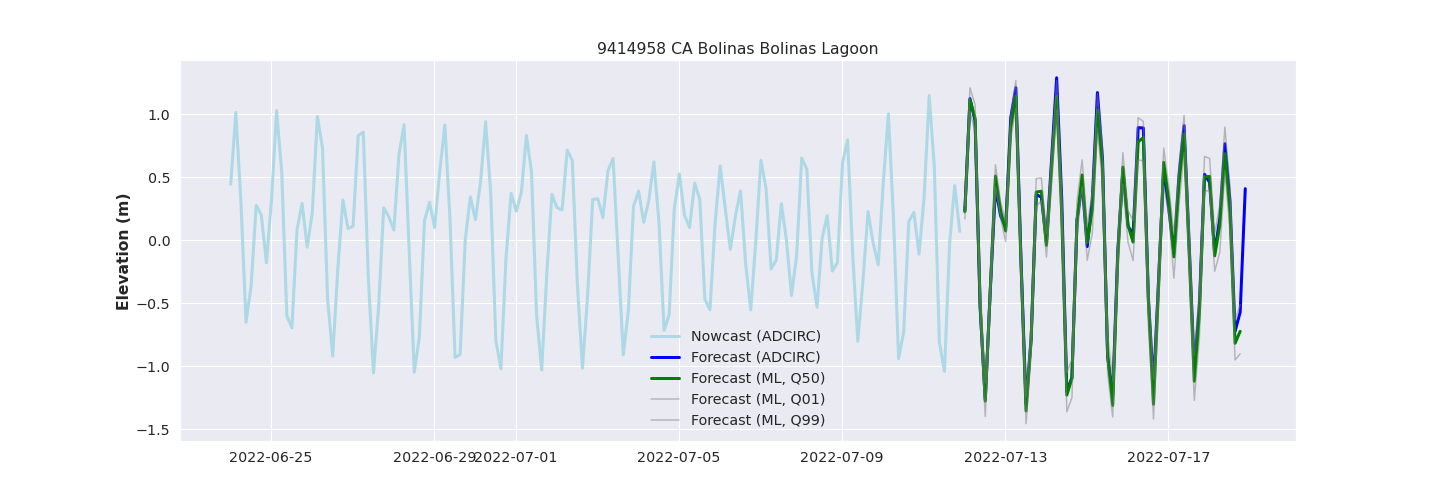 9414958 CA Bolinas Bolinas Lagoon
Elevation (m)
1.0
0.5
0.0
−0.5
−1.0
−1.5
Nowcast (ADCIRC)
Forecast (ADCIRC)
Forecast (ML, Q50)
Forecast (ML, Q01)
Forecast (ML, Q99)
2022-06-25 2022-06-29 2022-07-01 2022-07-05 2022-07-09 2022-07-13 2022-07-17